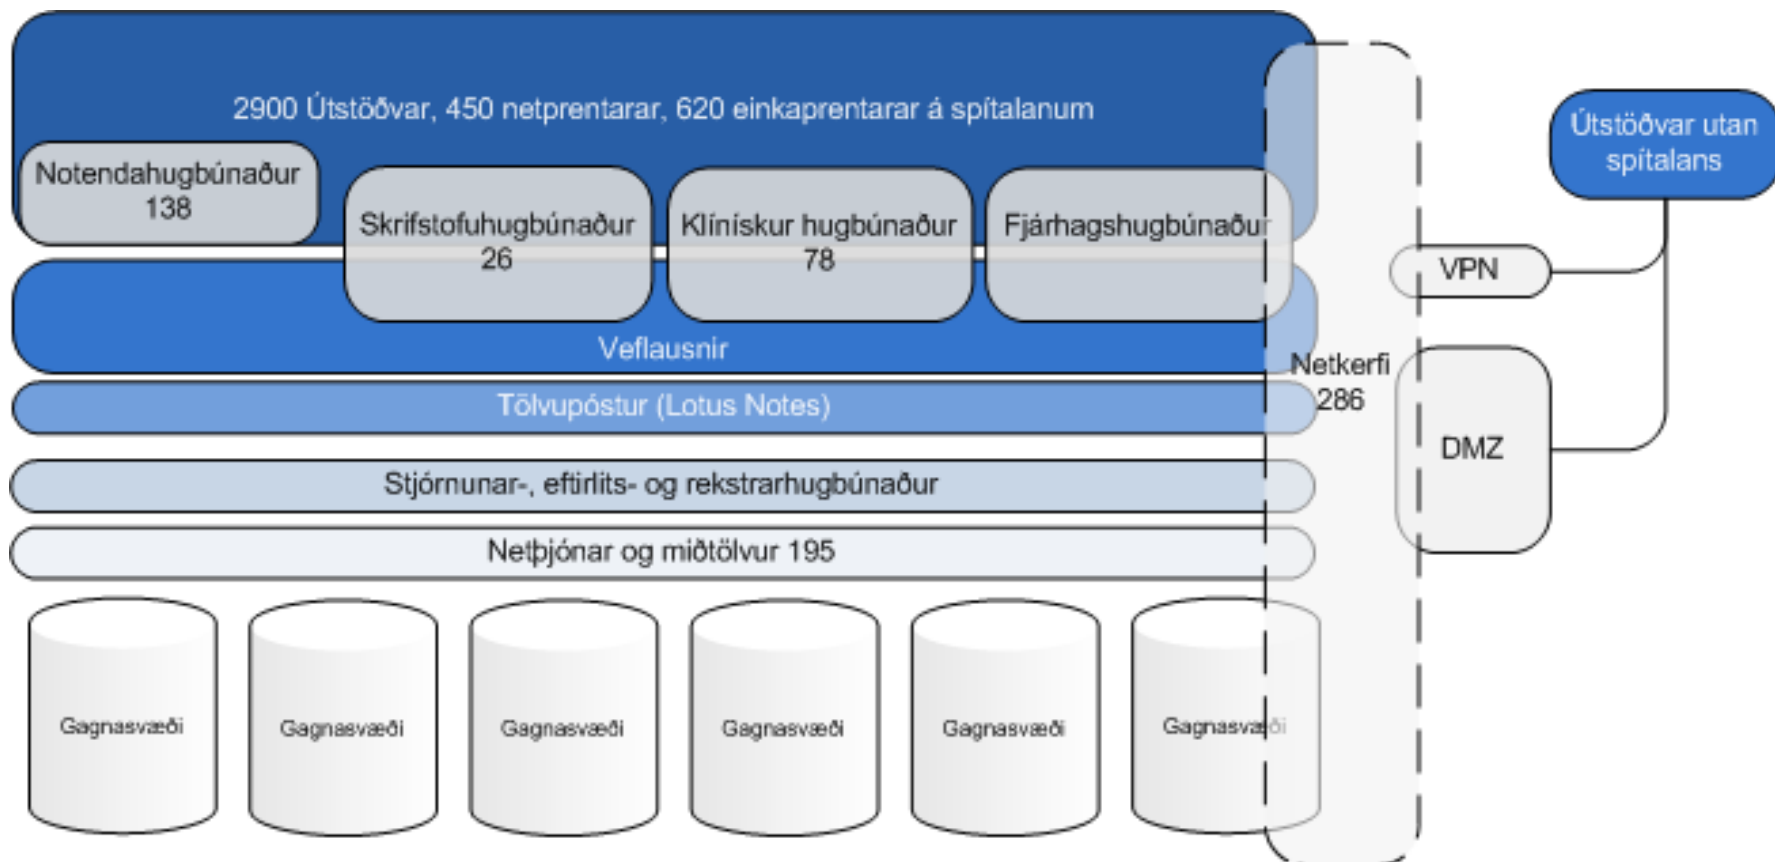 2900 Útstöðvar, 450 netprentarar, 620 einkaprentarar á spítalanum
Notendahugbúnaður
138
Skrifstofuhugbúnaður
26
Klínískur hugbúnaður
78
Fjárhagshugbúnaður
Veflausnir
Tölvupóstur (Lotus Notes)
Stjórnunar-, eftirlits- og rekstrarhugbúnaður
Netþjónar og miðtölvur 195
Gagnasvæði
Gagnasvæði
Gagnasvæði
Gagnasvæði
Gagnasvæði
Gagnasvæði
Netkerfi
286
Útstöðvar utan
spítalans
VPN
DMZ